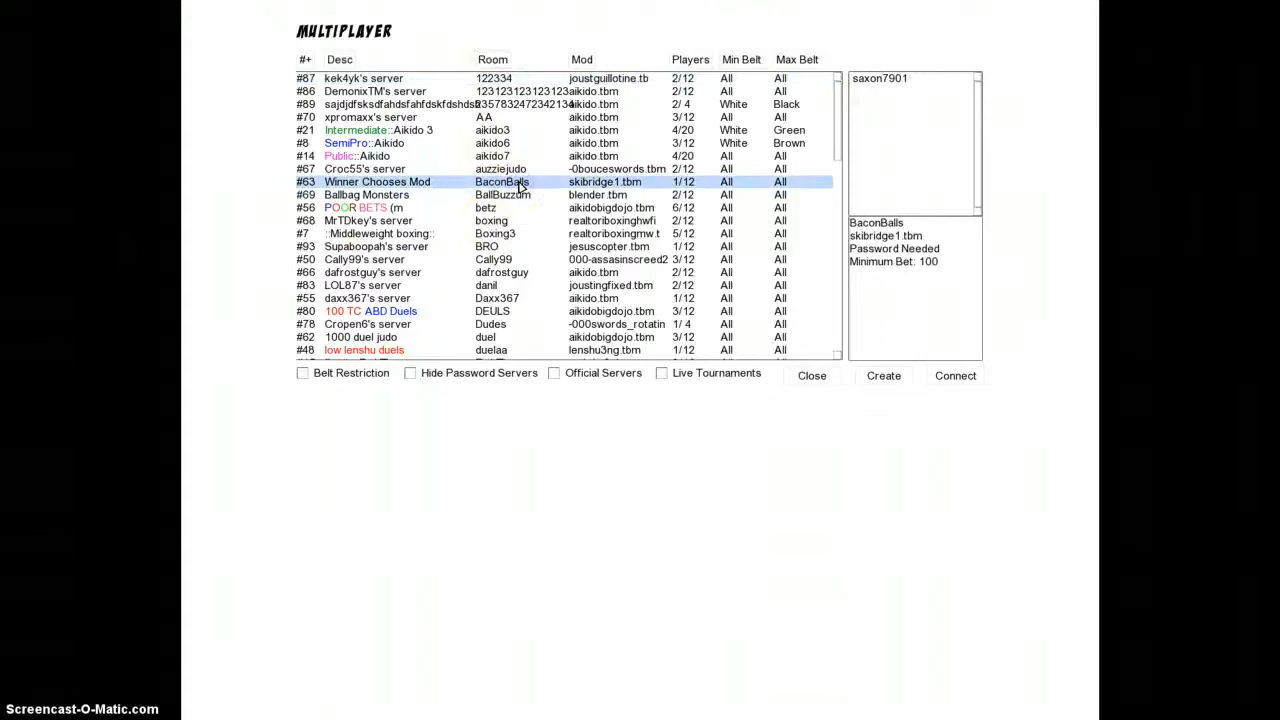 MULTIPLAYER
#+ Desc Room Mod Players Min Belt Max Belt
#87 kek4yk's server 122334 joustguillotine.tb 2/12 All All
#86 DemonixTM's server 123123123123123 aikido.tbm 2/12 All All
#89 aikido.tbm 2/ 4 White Black
#70 xpromaxx's server AA aikido.tbm 3/12 All All
#21 Intermediate::Aikido 3 aikido3 aikido.tbm 4/20 White Green
#8 SemiPro::Aikido aikido6 aikido.tbm 3/12 White Brown
#14 Public::Aikido aikido7 aikido.tbm 4/20 All All
#67 Croc55's server auzziejudo -0bouceswords.tbm 2/12 All All
#63 Winner Chooses Mod BaconBalls skibridge1.tbm 1/12 All All
#69 Ballbag Monsters BallBuzzum blender.tbm 2/12 All All
#56 POOR BETS (m betz aikidobigdojo.tbm 6/12 All All
#68 MrTDkey's server boxing realtoriboxinghwfi 2/12 All All
#7 ::Middleweight boxing:: Boxing3 realtoriboxingmw.t 5/12 All All
#93 Supaboopah's server BRO jesuscopter.tbm 1/12 All All
#50 Cally99's server Cally99 000-assasinscreed2 3/12 All All
#66 dafrostguy's server dafrostguy aikido.tbm 2/12 All All
#83 LOL87's server danil joustingfixed.tbm 2/12 All All
#55 daxx367's server Daxx367 aikido.tbm 1/12 All All
#80 100 TC ABD Duels DEULS aikidobigdojo.tbm 3/12 All All
#78 Cropen6's server Dudes -000swords_rotatin 1/ 4 All All
#62 1000 duel judo duel aikidobigdojo.tbm 3/12 All All
#48 low lenshu duels duelaa lenshu3ng.tbm 1/12 All All
saxon7901
BaconBalls
skibridge1.tbm
Password Needed
Minimum Bet: 100
Belt Restriction Hide Password Servers Official Servers Live Tournaments Close Create Connect
Screencast-O-Matic.com